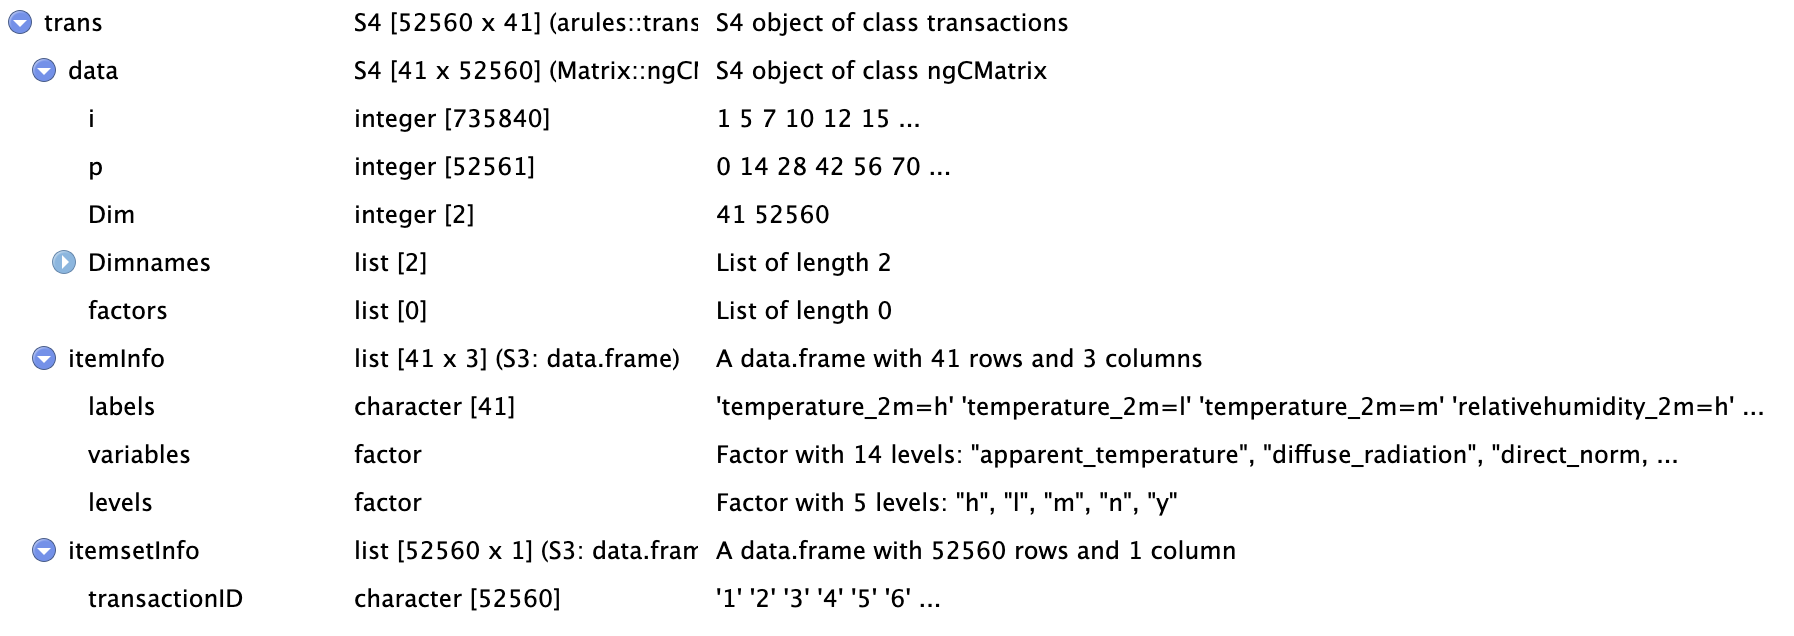 trans S4 [52560 x 41] (arules::trans S4 object of class transactions
data S4 [41 x 52560] (Matrix::ngCM S4 object of class ngCMatrix
i integer [735840] 1 5 7 10 12 15 ...
p integer [52561] 0 14 28 42 56 70 ...
Dim integer [2] 41 52560
Dimnames list [2] List of length 2
factors list [0] List of length 0
itemInfo list [41 x 3] (S3: data.frame) A data.frame with 41 rows and 3 columns
labels character [41] 'temperature_2m=h' 'temperature_2m=l' 'temperature_2m=m' 'relativehumidity_2m=h' ...
variables factor Factor with 14 levels: "apparent_temperature", "diffuse_radiation", "direct_norm, ...
levels factor Factor with 5 levels: "h", "l", "m", "n", "y"
itemsetInfo list [52560 x 1] (S3: data.fram A data.frame with 52560 rows and 1 column
transactionID character [52560] '1' '2' '3' '4' '5' '6' ...